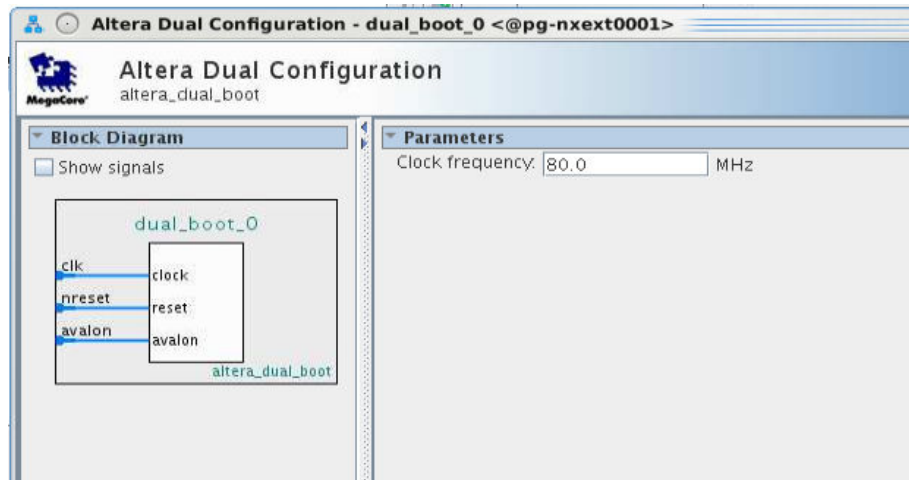 Altera Dual Configuration - dual_boot_0 <@pg-nxext0001>
Altera Dual Configuration
altera_dual_boot
MegaCore'
Block Diagram
Show signals
dual_boot_0
clk
clock
nreset
reset
avalon
avalon
altera_dual_boot
Parameters
Clock frequency: 80.0 MHz